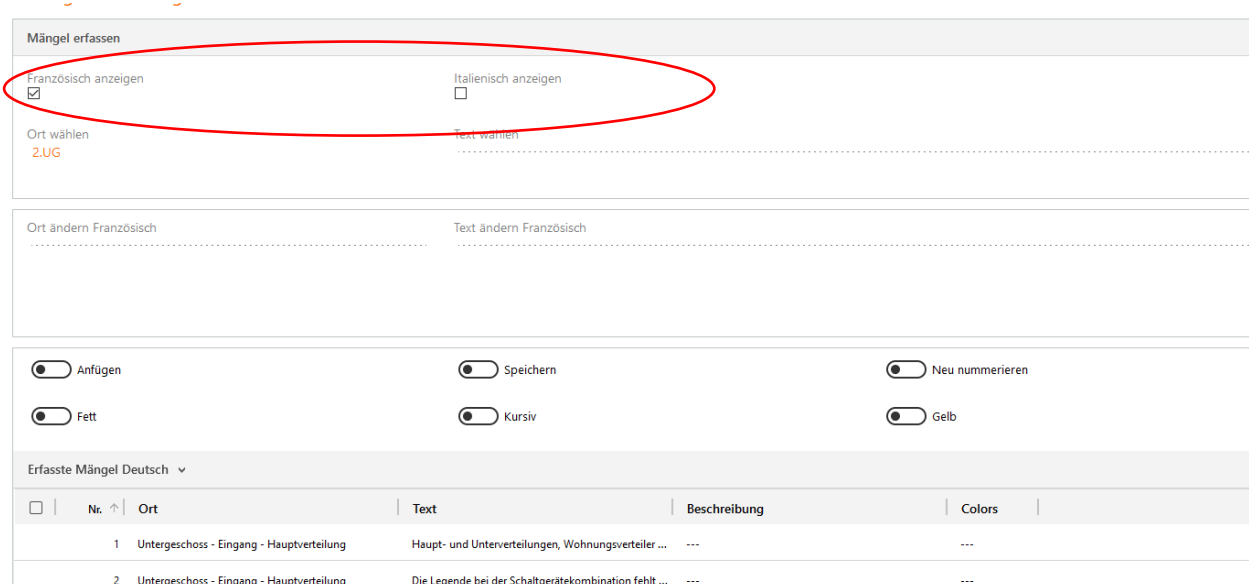 Mängel erfassen
Französisch anzeigen Italienisch anzeigen
Ort wählen Text wählen
2.UG
Ort ändern Französisch Text ändern Französisch
Anfügen Speichern Neu nummerieren
Fett Kursiv Gelb
Erfasste Mängel Deutsch
Nr. ↑ Ort Text Beschreibung Colors
1 Untergeschoss - Eingang - Hauptverteilung Haupt- und Unterverteilungen, Wohnungsverteiler ... --- ---
2 Untergeschoss - Eingang - Hauptverteilung Die Legende bei der Schaltgerätekombination fehlt ... --- ---